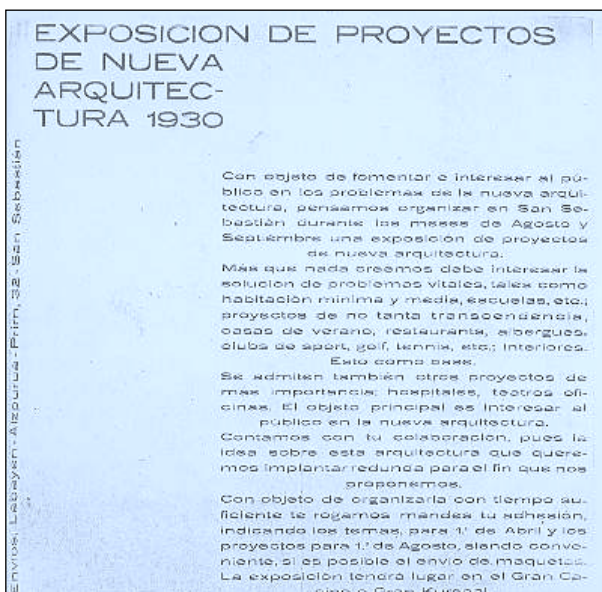 EXPOSICION DE PROYECTOS
DE NUEVA
ARQUITEC-
TURA 1930
Con objeto de fomentar e interesar al pú-
blico en los problemas de la nueva arqui-
tectura, pensamos organizar en San Se-
bastián durante los meses de Agosto y
Septiembre una exposición de proyectos
de nueva arquitectura.
Más que nada creemos debe interesar la
solución de problemas vitales, tales como
habitación mínima y media, escuelas, etc.;
proyectos de no tanta transcendencia,
casas de verano, restaurants, albergues,
clubs de sport, golf, tennis, etc.; interiores.
Esto como base.
Se admiten también otros proyectos de
más importancia; hospitales, teatros ofi-
cinas. El objeto principal es interesar al
público en la nueva arquitectura.
Contamos con tu colaboración, pues la
idea sobre esta arquitectura que quere-
mos implantar redunda para el fin que nos
proponemos.
Con objeto de organizarla con tiempo su-
ficiente te rogamos mandes tu adhesión,
indicando los temas, para 1.º de Abril y los
proyectos para 1.º de Agosto, siendo conve-
niente, si es posible el envío de maquetas.
La exposición tendrá lugar en el Gran Ca-
sino o Gran Kursaal
Envíos: Labayen-Aizpurúa-Prim, 32-San Sebastián